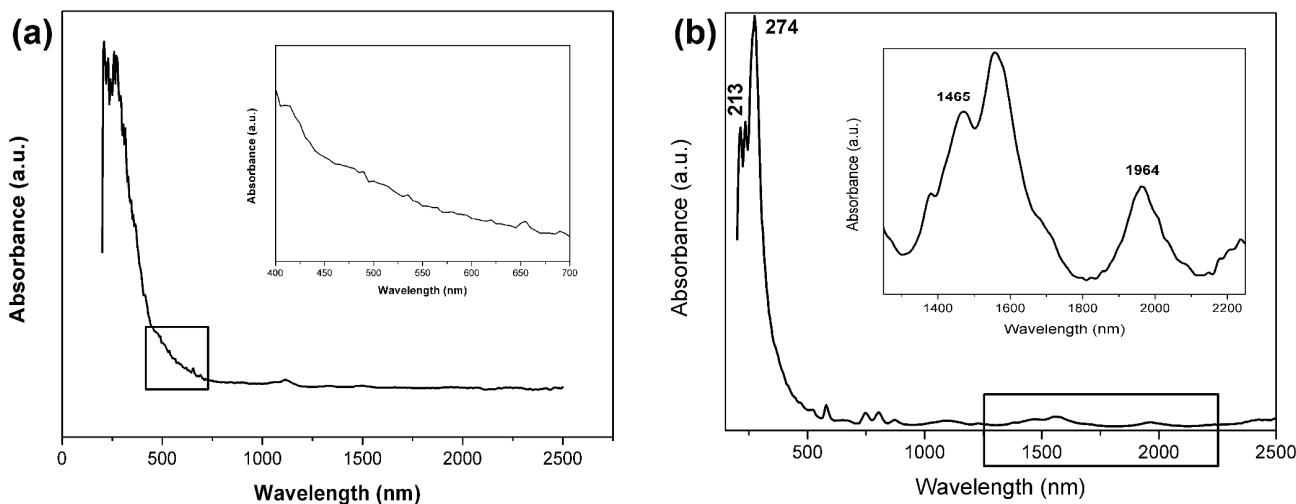 (a)
Absorbance (a.u.)
Absorbance (a.u.)
400 450 500 550 600 650 700
Wavelength (nm)
0 500 1000 1500 2000 2500
Wavelength (nm)
(b)
274
213
Absorbance (a.u.)
Absorbance (a.u.)
1465
1964
1400 1600 1800 2000 2200
Wavelength (nm)
500 1000 1500 2000 2500
Wavelength (nm)